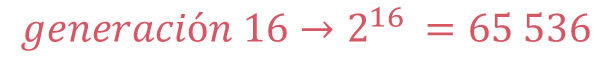 generación 16 → 2¹⁶ = 65 536